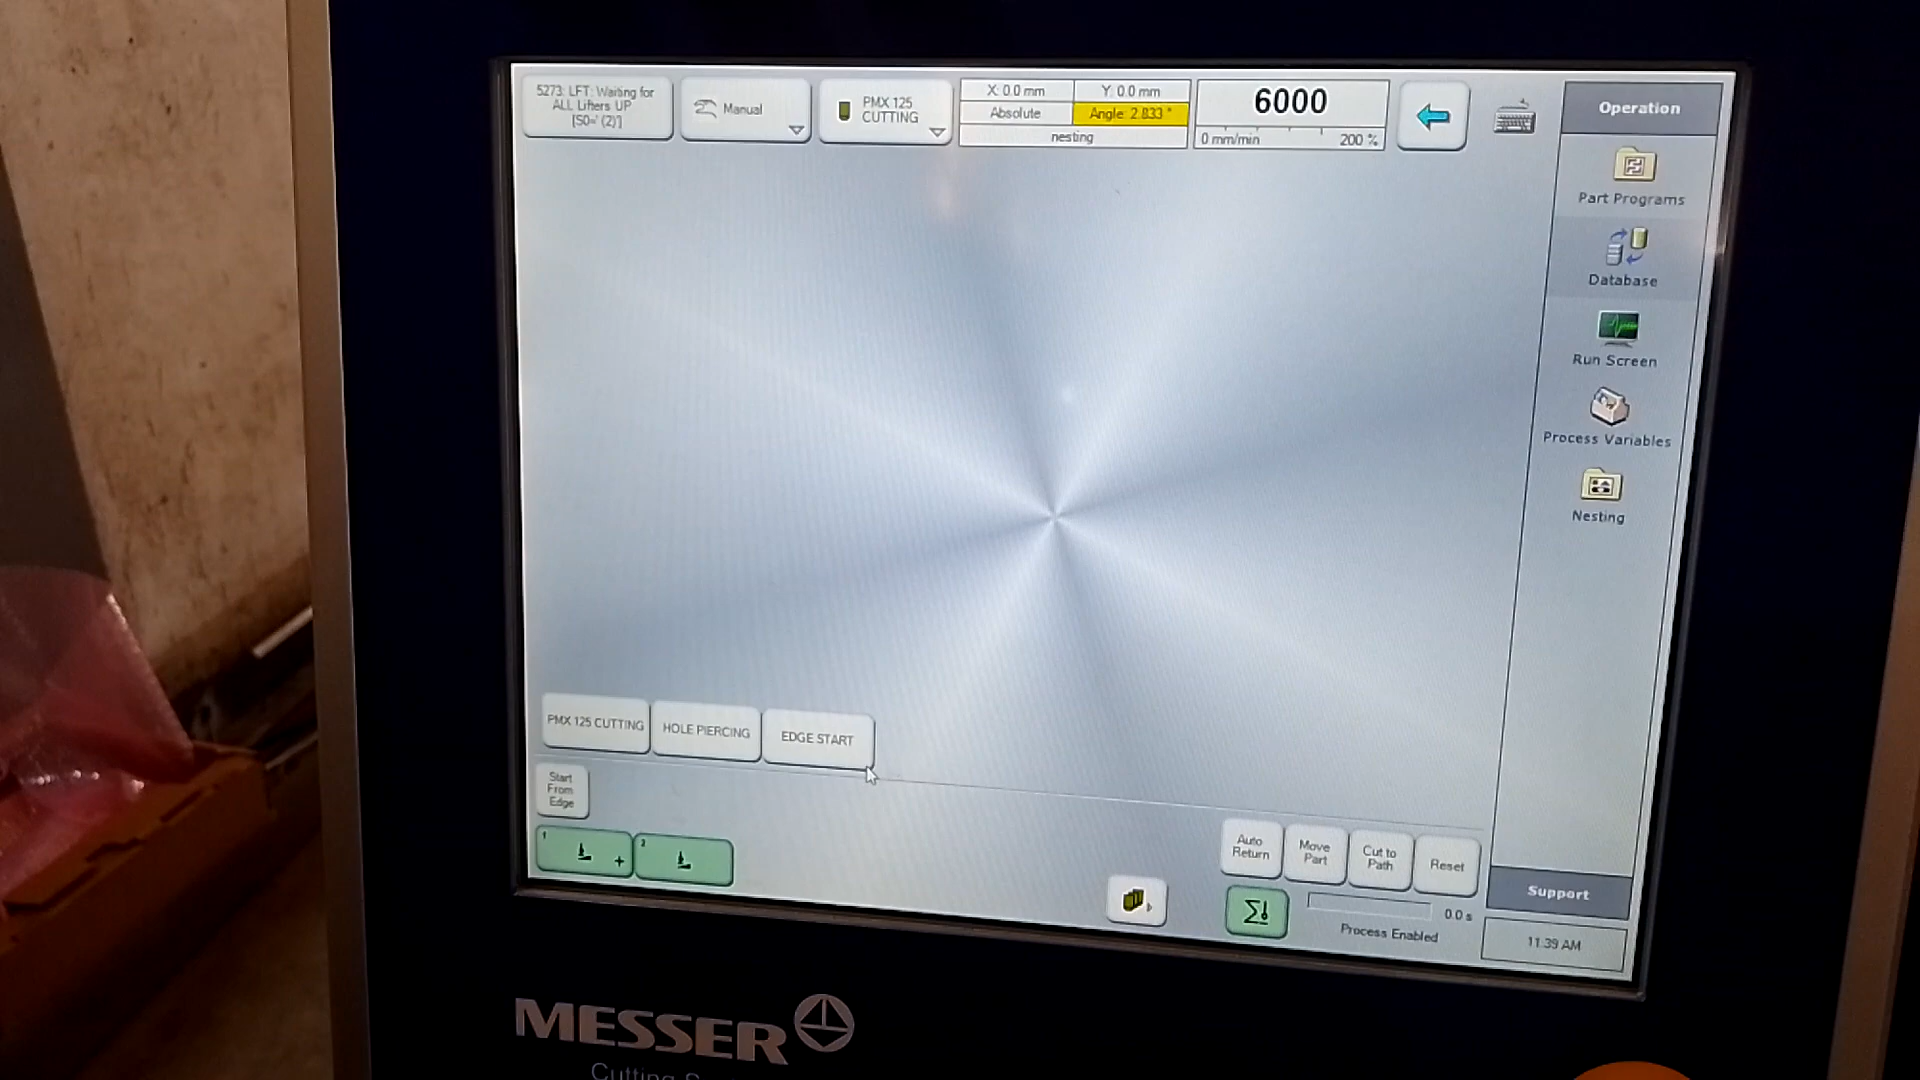 5273: LFT: Waiting for
ALL Lifters UP
[S0=' (2)']
Manual
PMX 125
CUTTING
X: 0.0 mm
Y: 0.0 mm
Absolute
Angle: 2.833 °
nesting
6000
0 mm/min
200 %
Operation
Part Programs
Database
Run Screen
Process Variables
Nesting
PMX 125 CUTTING
HOLE PIERCING
EDGE START
Start
From
Edge
1
2
Auto
Return
Move
Part
Cut to
Path
Reset
0.0 s
Process Enabled
Support
11:39 AM
MESSER
Cutting